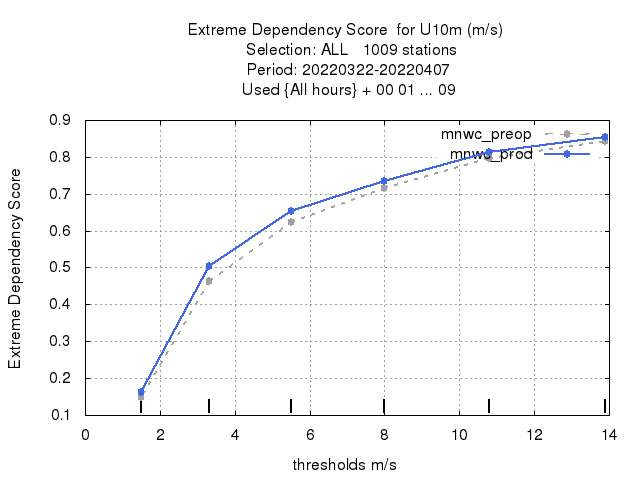 Extreme Dependency Score  for U10m (m/s)
Selection: ALL   1009 stations
Period: 20220322-20220407
Used {All hours} + 00 01 ... 09
Extreme Dependency Score
0.9
0.8
0.7
0.6
0.5
0.4
0.3
0.2
0.1
mnwc_preop
mnwc_prod
0 2 4 6 8 10 12 14
thresholds m/s